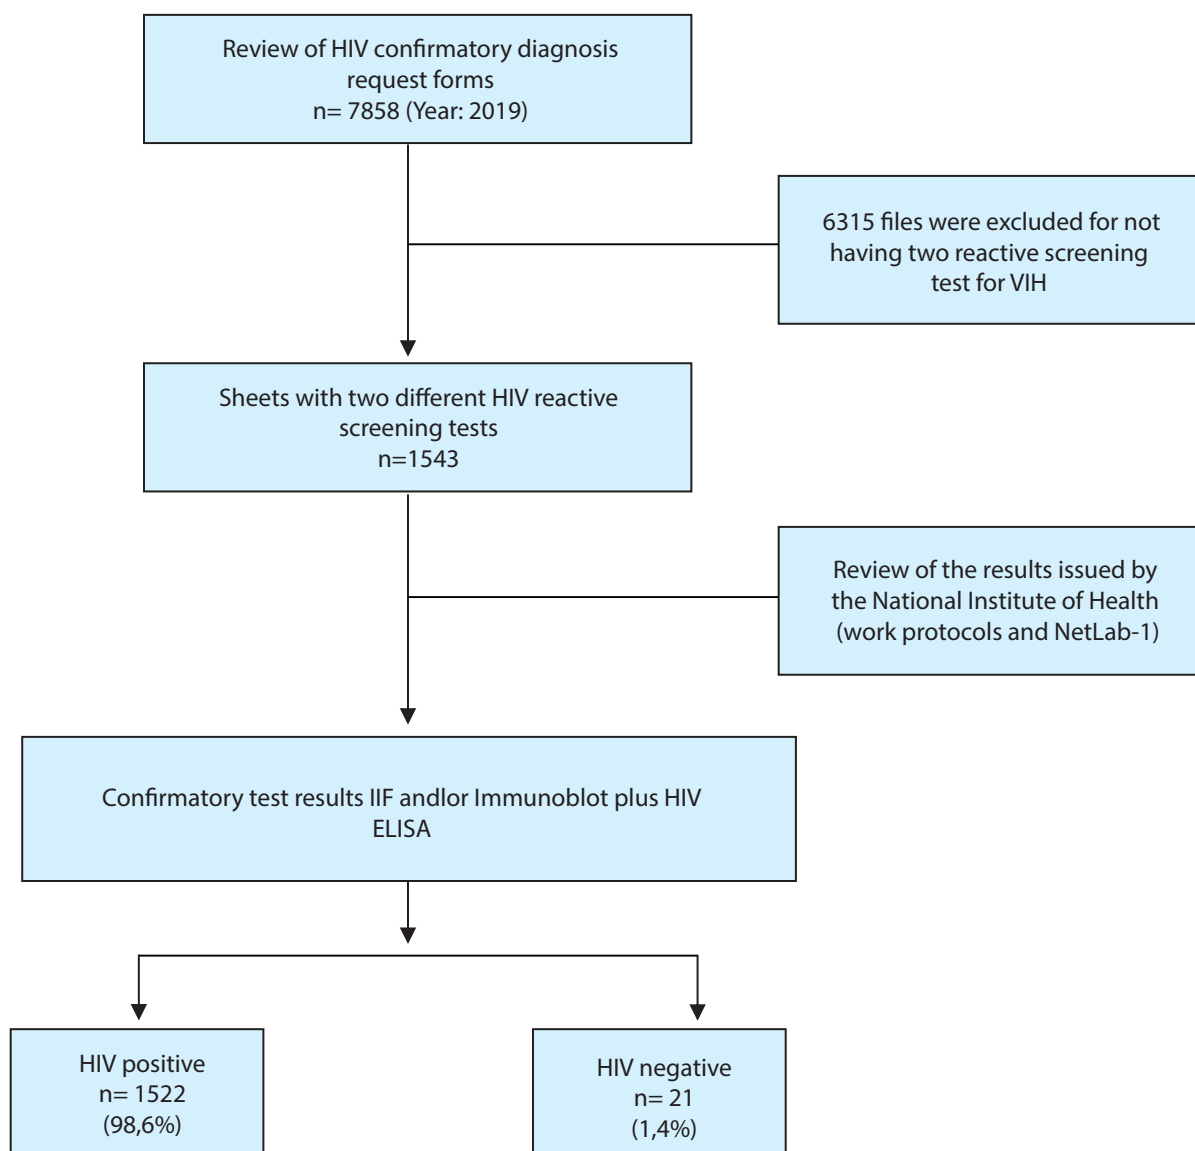 Review of HIV confirmatory diagnosis
request forms
n= 7858 (Year: 2019)
6315 files were excluded for not
having two reactive screening
test for VIH
Sheets with two different HIV reactive
screening tests
n=1543
Review of the results issued by
the National Institute of Health
(work protocols and NetLab-1)
Confirmatory test results IIF andlor Immunoblot plus HIV
ELISA
HIV positive
n= 1522
(98,6%)
HIV negative
n= 21
(1,4%)